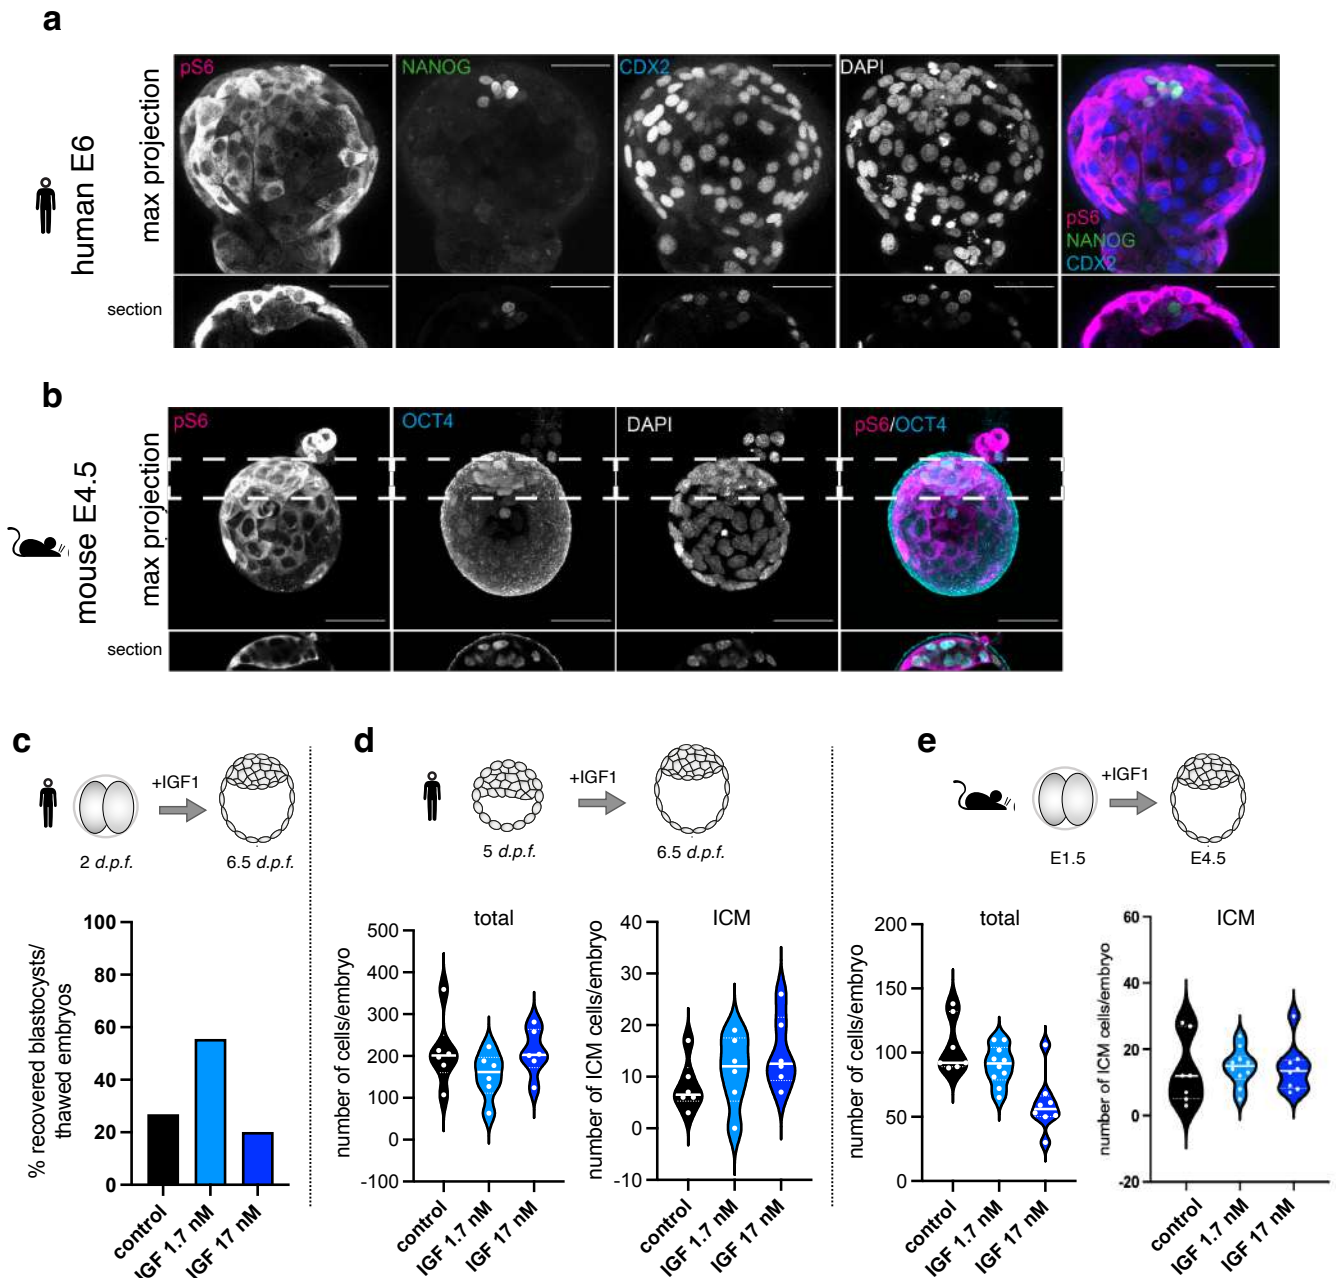 a
human E6
max projection
pS6
NANOG
CDX2
DAPI
pS6
NANOG
CDX2
section
b
mouse E4.5
max projection
pS6
OCT4
DAPI
pS6/OCT4
section
c
+IGF1
2 d.p.f.
6.5 d.p.f.
% recovered blastocysts/
thawed embryos
100
80
60
40
20
0
control
IGF 1.7 nM
IGF 17 nM
d
+IGF1
5 d.p.f.
6.5 d.p.f.
total
number of cells/embryo
500
400
300
200
100
0
-100
control
IGF 1.7 nM
IGF 17 nM
ICM
number of ICM cells/embryo
40
30
20
10
0
-10
control
IGF 1.7 nM
IGF 17 nM
e
+IGF1
E1.5
E4.5
total
number of cells/embryo
200
150
100
50
0
control
IGF 1.7 nM
IGF 17 nM
ICM
number of ICM cells/embryo
60
40
20
0
-20
control
IGF 1.7 nM
IGF 17 nM